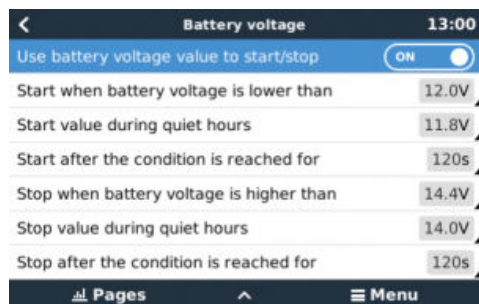 Battery voltage 13:00
Use battery voltage value to start/stop ON
Start when battery voltage is lower than 12.0V
Start value during quiet hours 11.8V
Start after the condition is reached for 120s
Stop when battery voltage is higher than 14.4V
Stop value during quiet hours 14.0V
Stop after the condition is reached for 120s
Pages Menu